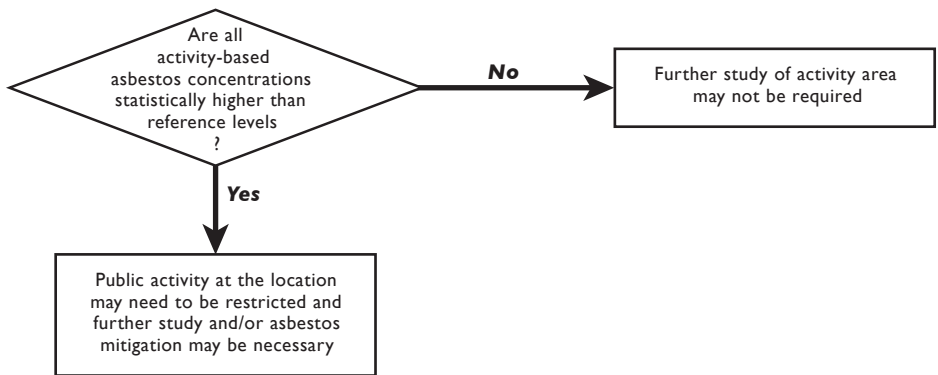 Are all
activity-based
asbestos concentrations
statistically higher than
reference levels
?
No
Further study of activity area
may not be required
Yes
Public activity at the location
may need to be restricted and
further study and/or asbestos
mitigation may be necessary